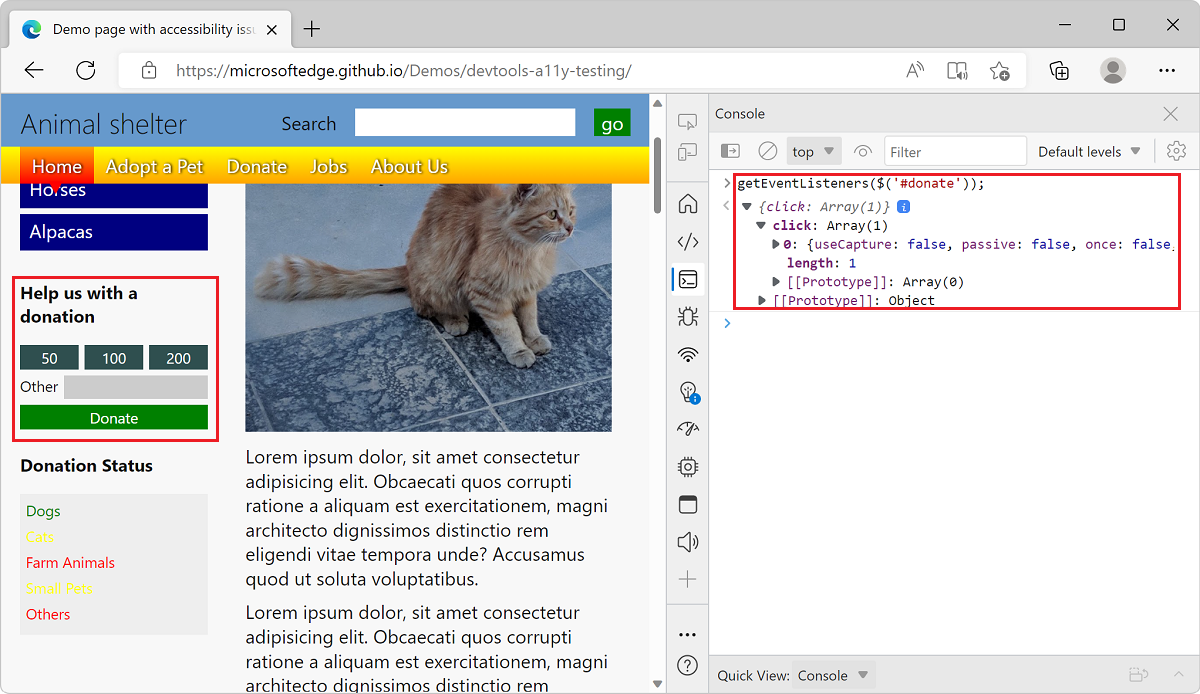 Demo page with accessibility issu
https://microsoftedge.github.io/Demos/devtools-a11y-testing/
Animal shelter
Search
go
Home
Adopt a Pet
Donate
Jobs
About Us
Horses
Alpacas
Help us with a
donation
50
100
200
Other
Donate
Donation Status
Dogs
Cats
Farm Animals
Small Pets
Others
Lorem ipsum dolor, sit amet consectetur
adipisicing elit. Obcaecati quos corrupti
ratione a aliquam est exercitationem, magni
architecto dignissimos distinctio rem
eligendi vitae tempora unde? Accusamus
quod ut soluta voluptatibus.
Lorem ipsum dolor, sit amet consectetur
adipisicing elit. Obcaecati quos corrupti
ratione a aliquam est exercitationem, magni
architecto dignissimos distinctio rem
Console
top
Filter
Default levels
getEventListeners($('#donate'));
{click: Array(1)}
click: Array(1)
0: {useCapture: false, passive: false, once: false,
length: 1
[[Prototype]]: Array(0)
[[Prototype]]: Object
Quick View: Console